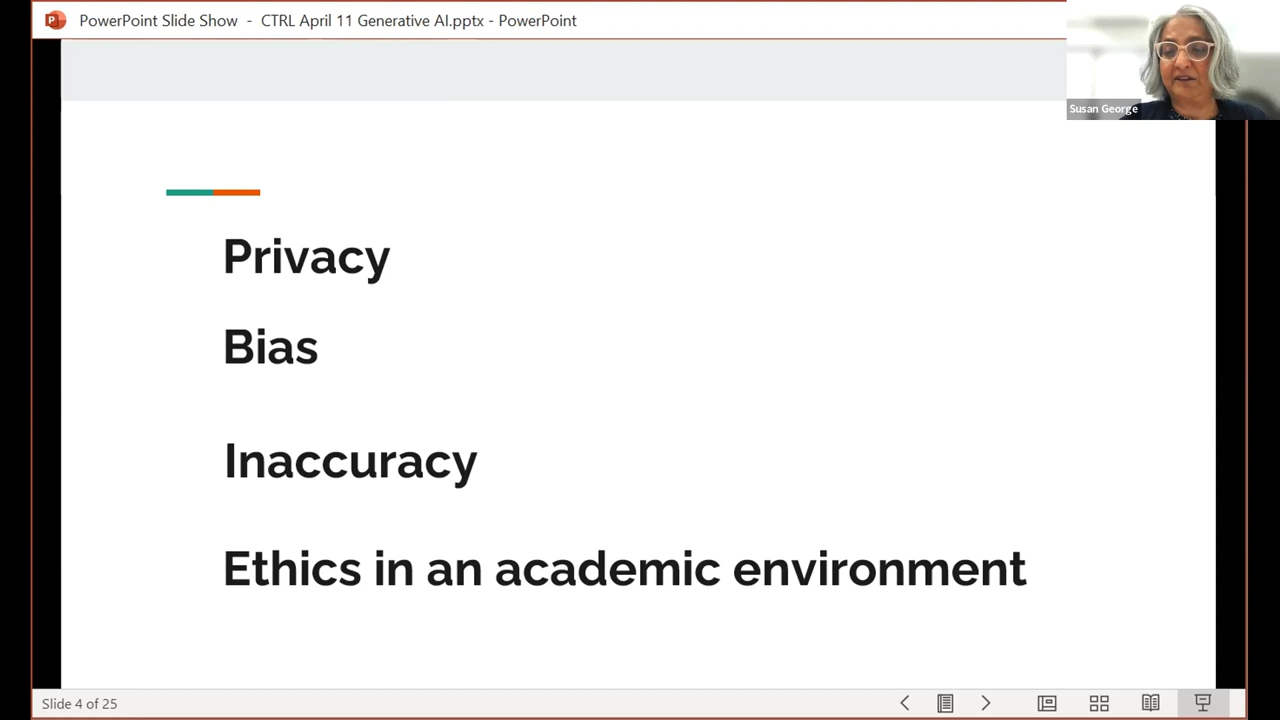 PowerPoint Slide Show - CTRL April 11 Generative AI.pptx - PowerPoint
Susan George
Privacy
Bias
Inaccuracy
Ethics in an academic environment
Slide 4 of 25